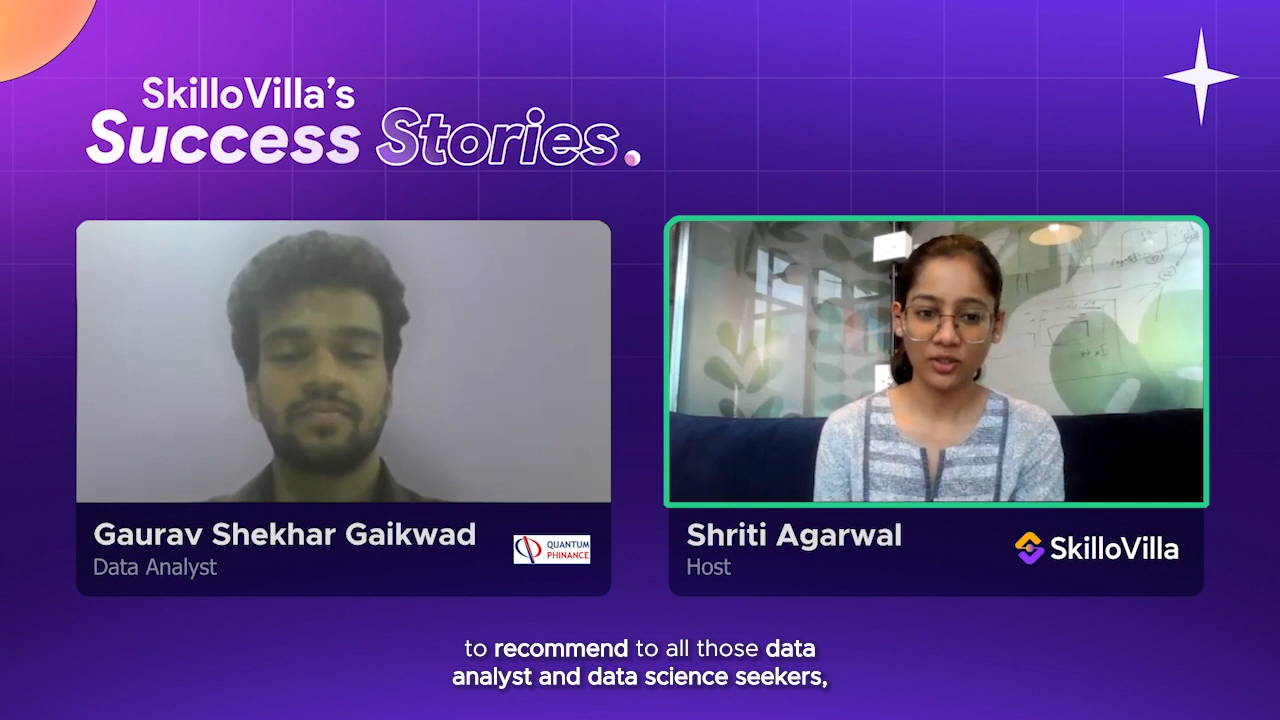 SkilloVilla's
Success Stories.
Gaurav Shekhar Gaikwad
Data Analyst
QUANTUM
PHINANCE
Shriti Agarwal
Host
SkilloVilla
to recommend to all those data
analyst and data science seekers,